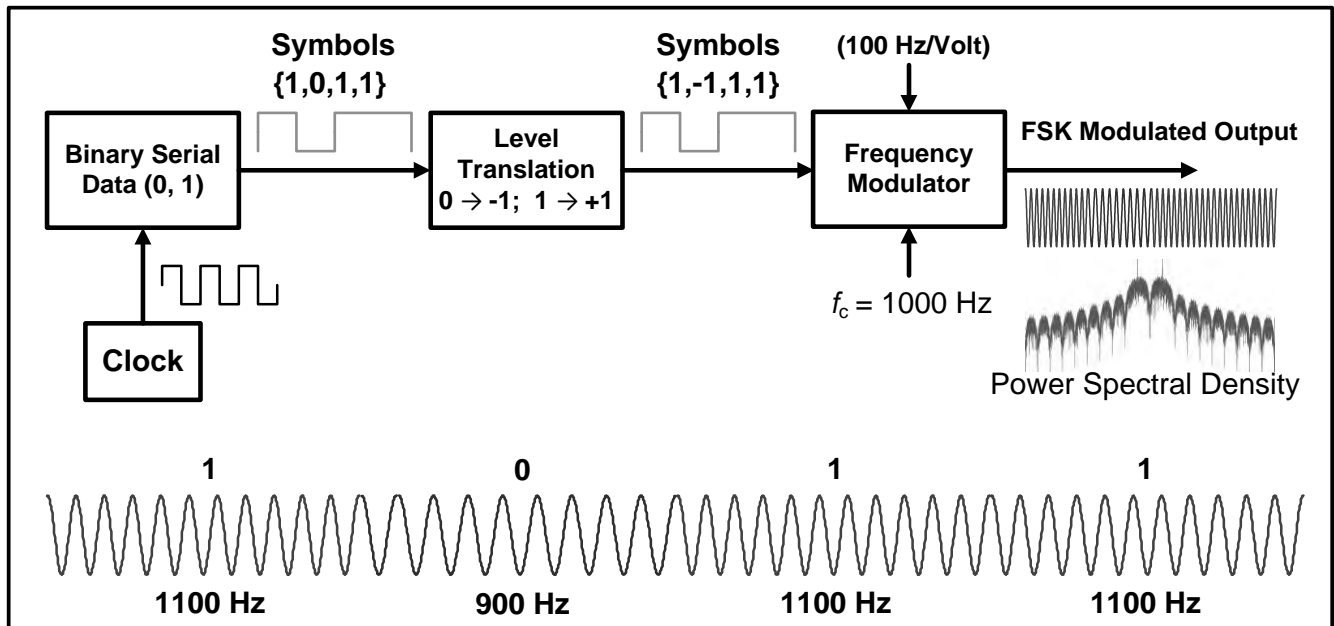 Symbols
{1,0,1,1}
Symbols
{1,-1,1,1}
(100 Hz/Volt)
Binary Serial
Data (0, 1)
Level
Translation
0 → -1; 1 → +1
Frequency
Modulator
FSK Modulated Output
Clock
fc = 1000 Hz
Power Spectral Density
1 0 1 1
1100 Hz 900 Hz 1100 Hz 1100 Hz